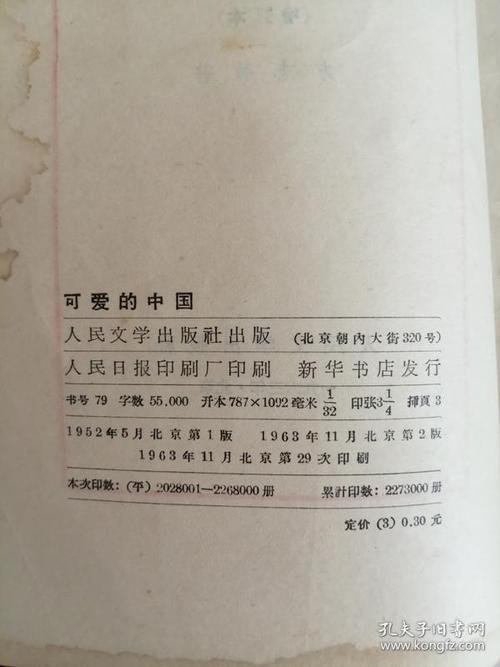 可爱的中国
人民文学出版社出版 (北京朝内大街320号)
人民日报印刷厂印刷 新华书店发行
书号 79 字数 55,000 开本 787×1092 毫米 1/32 印张3 1/4 插頁 3
1952年5月北京第1版 1963年11月北京第2版
1963年11月北京第29次印刷
本次印数:(平)2028001—2268000 册 累計印数:2273000 册
定价(3) 0.30 元
孔夫子旧书网
www.kongfz.com